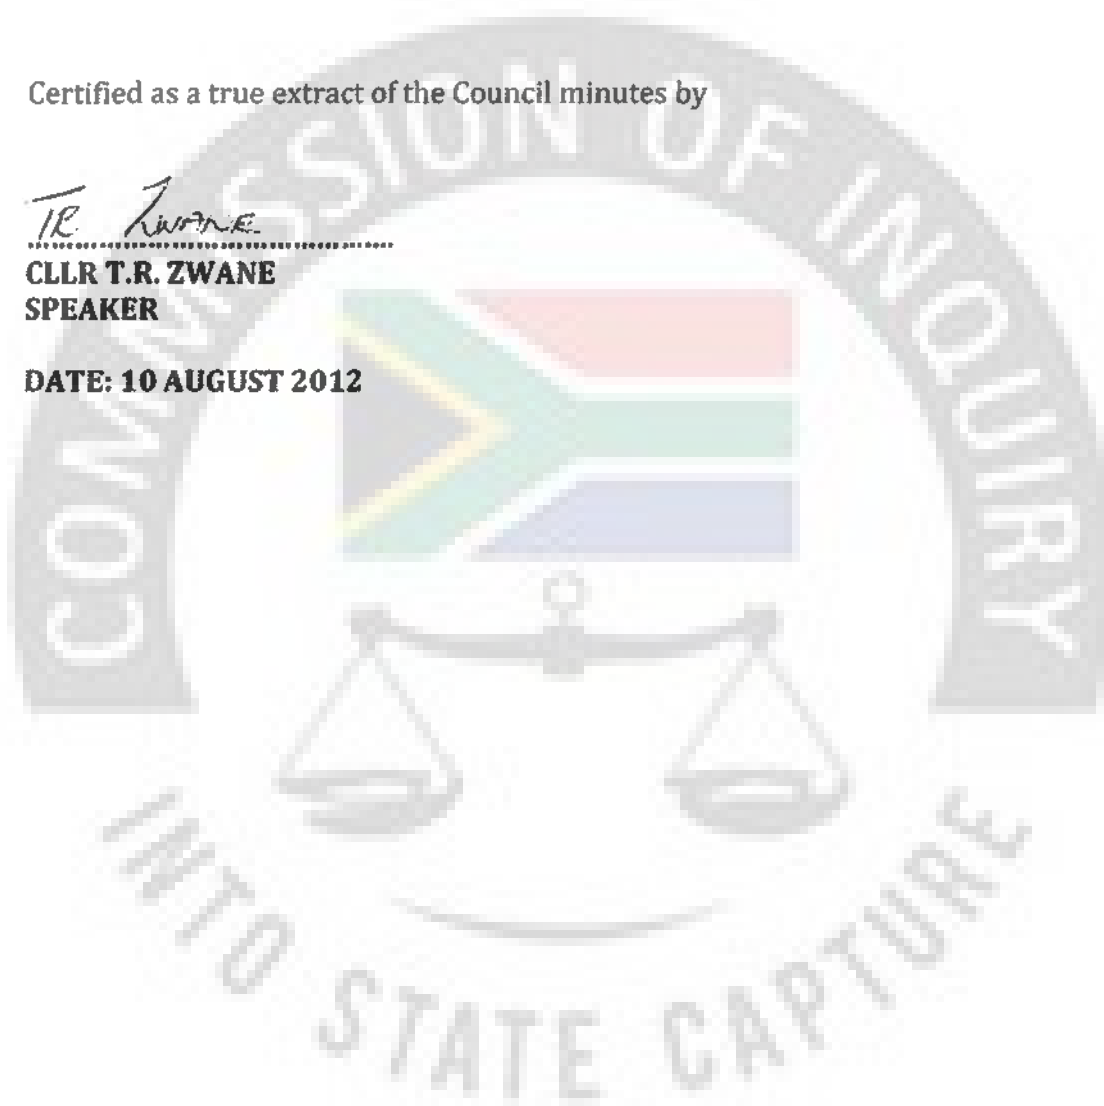 Certified as a true extract of the Council minutes by
TR Zwane
CLLR T.R. ZWANE
SPEAKER
DATE: 10 AUGUST 2012
COMMISSION OF INQUIRY
INTO STATE CAPTURE